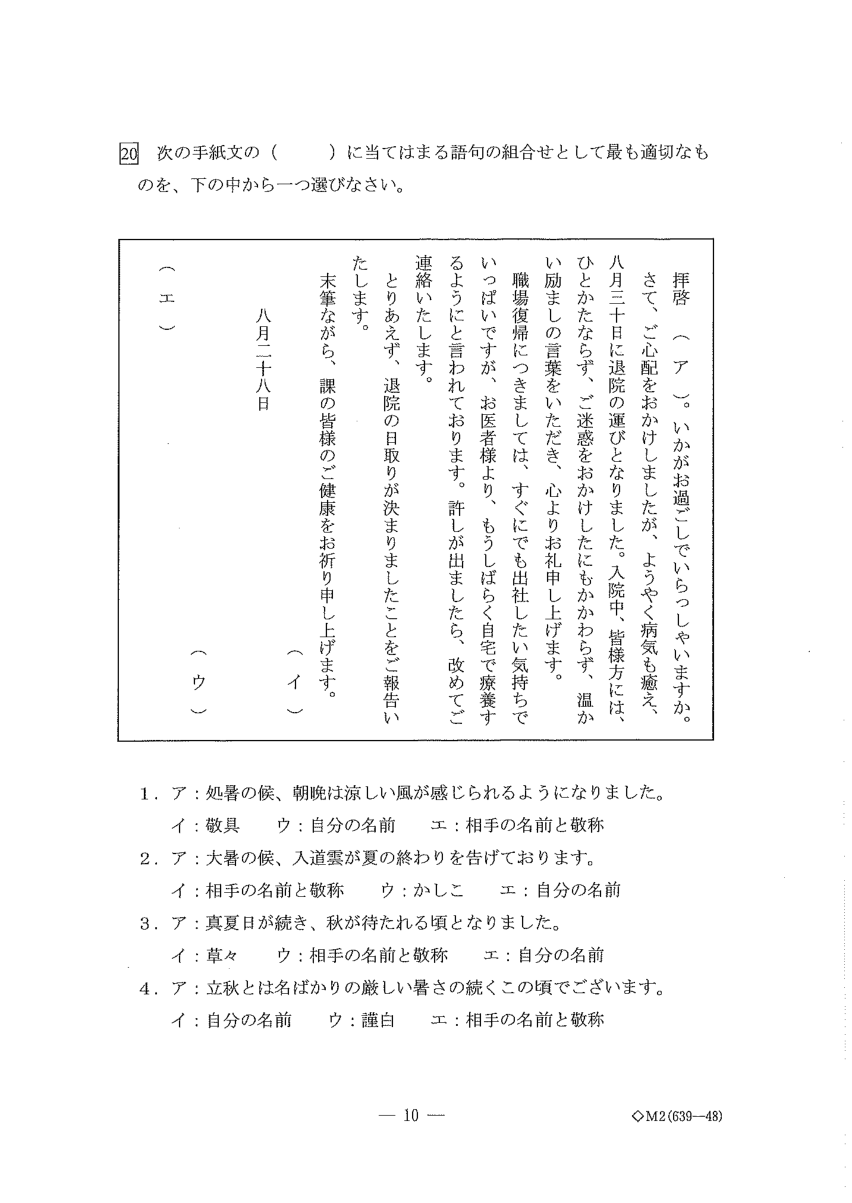 20 次の手紙文の（　　　）に当てはまる語句の組合せとして最も適切なも
のを、下の中から一つ選びなさい。
拝啓　（　ア　）。いかがお過ごしでいらっしゃいますか。
さて、ご心配をおかけしましたが、ようやく病気も癒え、
八月三十日に退院の運びとなりました。入院中、皆様方には、
ひとかたならず、ご迷惑をおかけしたにもかかわらず、温か
い励ましの言葉をいただき、心よりお礼申し上げます。
職場復帰につきましては、すぐにでも出社したい気持ちで
いっぱいですが、お医者様より、もうしばらく自宅で療養す
るようにと言われております。許しが出ましたら、改めてご
連絡いたします。
とりあえず、退院の日取りが決まりましたことをご報告い
たします。
末筆ながら、課の皆様のご健康をお祈り申し上げます。
（　イ　）
八月二十八日
（　ウ　）
（　エ　）
1．ア：処暑の候、朝晩は涼しい風が感じられるようになりました。
イ：敬具　　ウ：自分の名前　　エ：相手の名前と敬称
2．ア：大暑の候、入道雲が夏の終わりを告げております。
イ：相手の名前と敬称　　ウ：かしこ　　エ：自分の名前
3．ア：真夏日が続き、秋が待たれる頃となりました。
イ：草々　　ウ：相手の名前と敬称　　エ：自分の名前
4．ア：立秋とは名ばかりの厳しい暑さの続くこの頃でございます。
イ：自分の名前　　ウ：謹白　　エ：相手の名前と敬称
― 10 ―
◇M2(639―48)